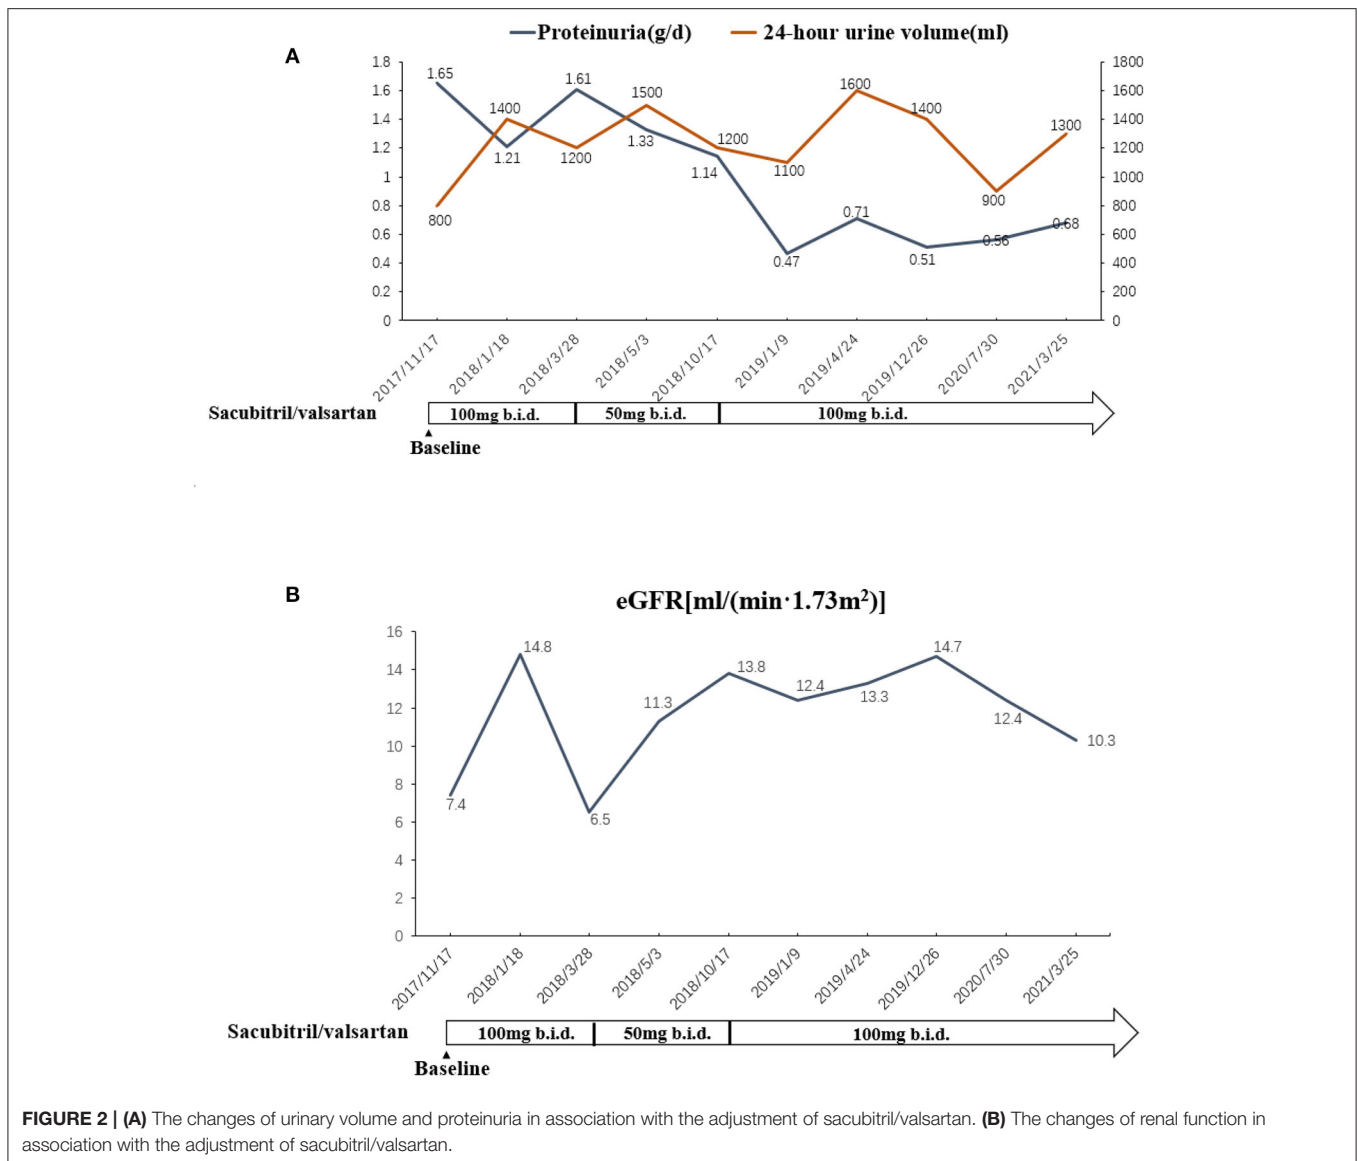 Proteinuria(g/d) 24-hour urine volume(ml)
A
1.8 1800
1.6 1600
1.4 1400
1.2 1200
1 1000
0.8 800
0.6 600
0.4 400
0.2 200
0 0
1.65 1.21 1.61 1.33 1.14 0.47 0.71 0.51 0.56 0.68
800 1400 1200 1500 1200 1100 1600 1400 900 1300
2017/11/17 2018/1/18 2018/3/28 2018/5/3 2018/10/17 2019/1/9 2019/4/24 2019/12/26 2020/7/30 2021/3/25
Sacubitril/valsartan 100mg b.i.d. 50mg b.i.d. 100mg b.i.d.
Baseline
B
eGFR[ml/(min·1.73m²)]
16
14
12
10
8
6
4
2
0
7.4 14.8 6.5 11.3 13.8 12.4 13.3 14.7 12.4 10.3
2017/11/17 2018/1/18 2018/3/28 2018/5/3 2018/10/17 2019/1/9 2019/4/24 2019/12/26 2020/7/30 2021/3/25
Sacubitril/valsartan 100mg b.i.d. 50mg b.i.d. 100mg b.i.d.
Baseline
FIGURE 2 | (A) The changes of urinary volume and proteinuria in association with the adjustment of sacubitril/valsartan. (B) The changes of renal function in
association with the adjustment of sacubitril/valsartan.